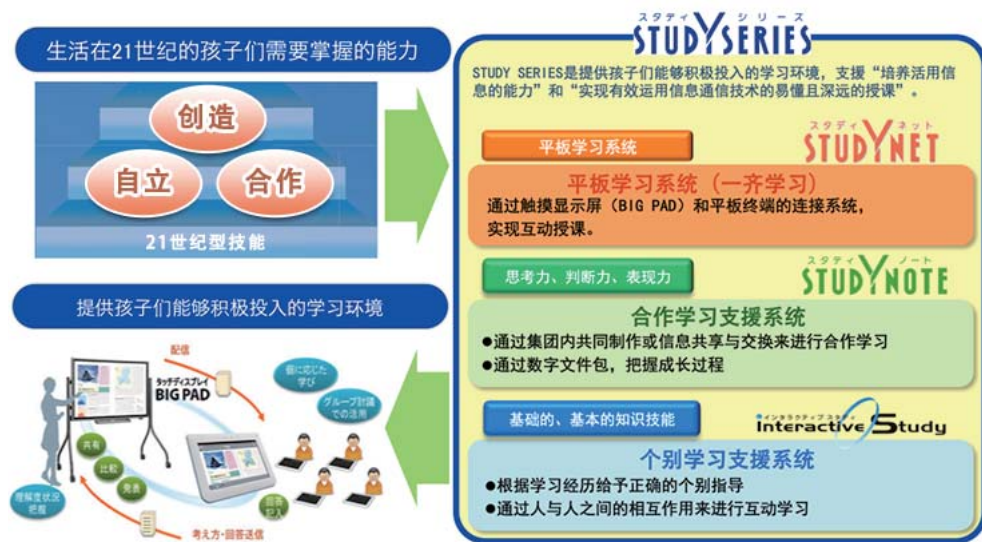 生活在21世纪的孩子们需要掌握的能力
创造
自立
合作
21世纪型技能
提供孩子们能够积极投入的学习环境
配信
タッチディスプレイ
BIG PAD
個に応じた
学び
グループ討議
での活用
共有
比較
発表
回答
記入
理解度状況
把握
考え方・回答送信
スタディシリーズ
STUDYSERIES
STUDY SERIES是提供孩子们能够积极投入的学习环境，支援“培养活用信
息的能力”和“实现有效运用信息通信技术的易懂且深远的授课”。
平板学习系统
スタディネット
STUDYNET
平板学习系统（一齐学习）
通过触摸显示屏（BIG PAD）和平板终端的连接系统，
实现互动授课。
思考力、判断力、表现力
スタディノート
STUDYNOTE
合作学习支援系统
●通过集团内共同制作或信息共享与交换来进行合作学习
●通过数字文件包，把握成长过程
基础的、基本的知识技能
インタラクティブスタディ
interactive Study
个别学习支援系统
●根据学习经历给予正确的个别指导
●通过人与人之间的相互作用来进行互动学习